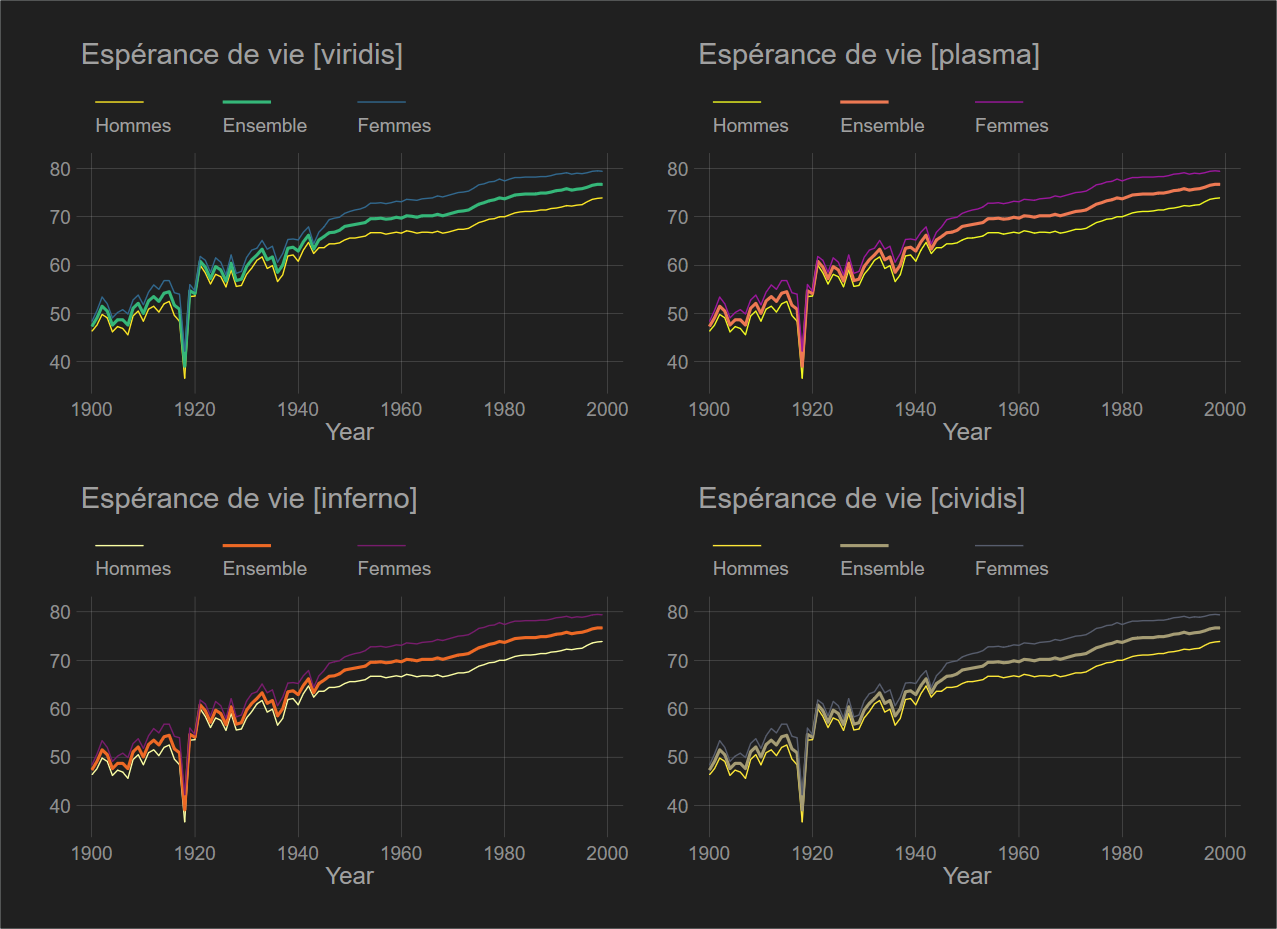 Espérance de vie [viridis]
Hommes Ensemble Femmes
80
70
60
50
40
1900 1920 1940 1960 1980 2000
Year
Espérance de vie [plasma]
Hommes Ensemble Femmes
80
70
60
50
40
1900 1920 1940 1960 1980 2000
Year
Espérance de vie [inferno]
Hommes Ensemble Femmes
80
70
60
50
40
1900 1920 1940 1960 1980 2000
Year
Espérance de vie [cividis]
Hommes Ensemble Femmes
80
70
60
50
40
1900 1920 1940 1960 1980 2000
Year